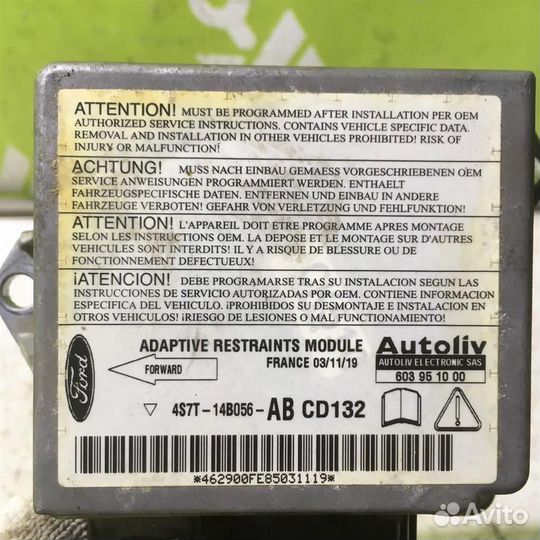 ATTENTION! MUST BE PROGRAMMED AFTER INSTALLATION PER OEM
AUTHORIZED SERVICE INSTRUCTIONS. CONTAINS VEHICLE SPECIFIC DATA.
REMOVAL AND INSTALLATION IN OTHER VEHICLES PROHIBITED! RISK OF
INJURY OR MALFUNCTION!
ACHTUNG! MUSS NACH EINBAU GEMAESS VORGESCHRIEBENEN OEM
SERVICE ANWEISUNGEN PROGRAMMIERT WERDEN. ENTHAELT
FAHRZEUGSPEZIFISCHE DATEN. ENTFERNEN UND EINBAU IN ANDERE
FAHRZEUGE VERBOTEN! GEFAHR VON VERLETZUNG UND FEHLFUNKTION!
ATTENTION! L'APPAREIL DOIT ETRE PROGRAMME APRES MONTAGE
SELON LES INSTRUCTIONS OEM. LA DEPOSE ET LE MONTAGE SUR D'AUTRES
VEHICULES SONT INTERDITS! IL Y A RISQUE DE BLESSURE OU DE
FONCTIONNEMENT DEFECTUEUX!
¡ATENCION! DEBE PROGRAMARSE TRAS SU INSTALACION SEGUN LAS
INSTRUCCIONES DE SERVICIO AUTORIZADAS POR OEM. CONTIENE INFORMACION
ESPECIFICA DEL VEHICULO. ¡PROHIBIDOS SU DESMONTAJE E INSTALACION EN
OTROS VEHICULOS! ¡RIESGO DE LESIONES O MAL FUNCIONAMIENTO!
Ford
FORWARD
ADAPTIVE RESTRAINTS MODULE
FRANCE 03/11/19
Autoliv
AUTOLIV ELECTRONIC SAS
603 95 10 00
4S7T-14B056-AB CD132
*462900FE85031119*
Avito